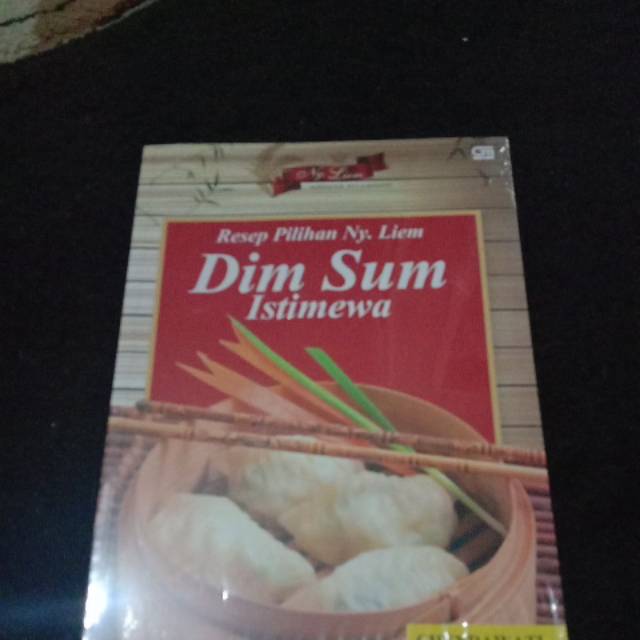 Ny. Liem
Resep Pilihan Ny. Liem
Dim Sum
Istimewa